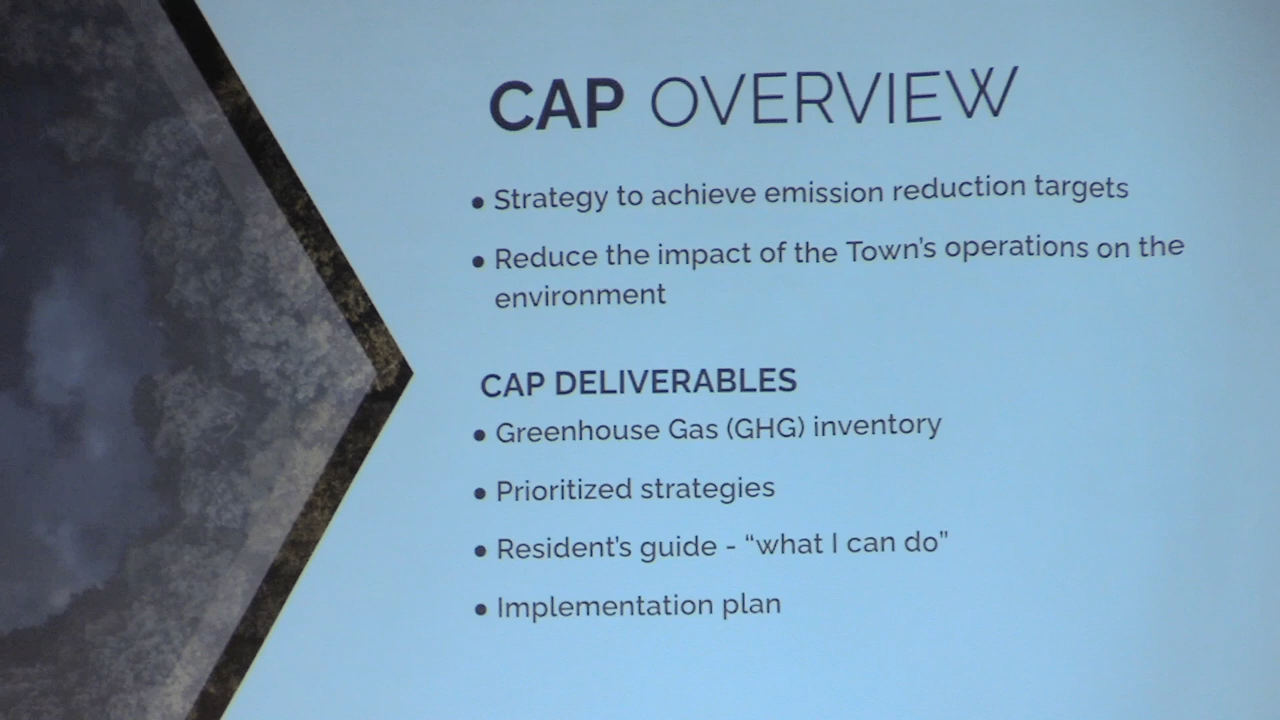 CAP OVERVIEW
• Strategy to achieve emission reduction targets
• Reduce the impact of the Town's operations on the
environment
CAP DELIVERABLES
• Greenhouse Gas (GHG) inventory
• Prioritized strategies
• Resident's guide - “what I can do”
• Implementation plan